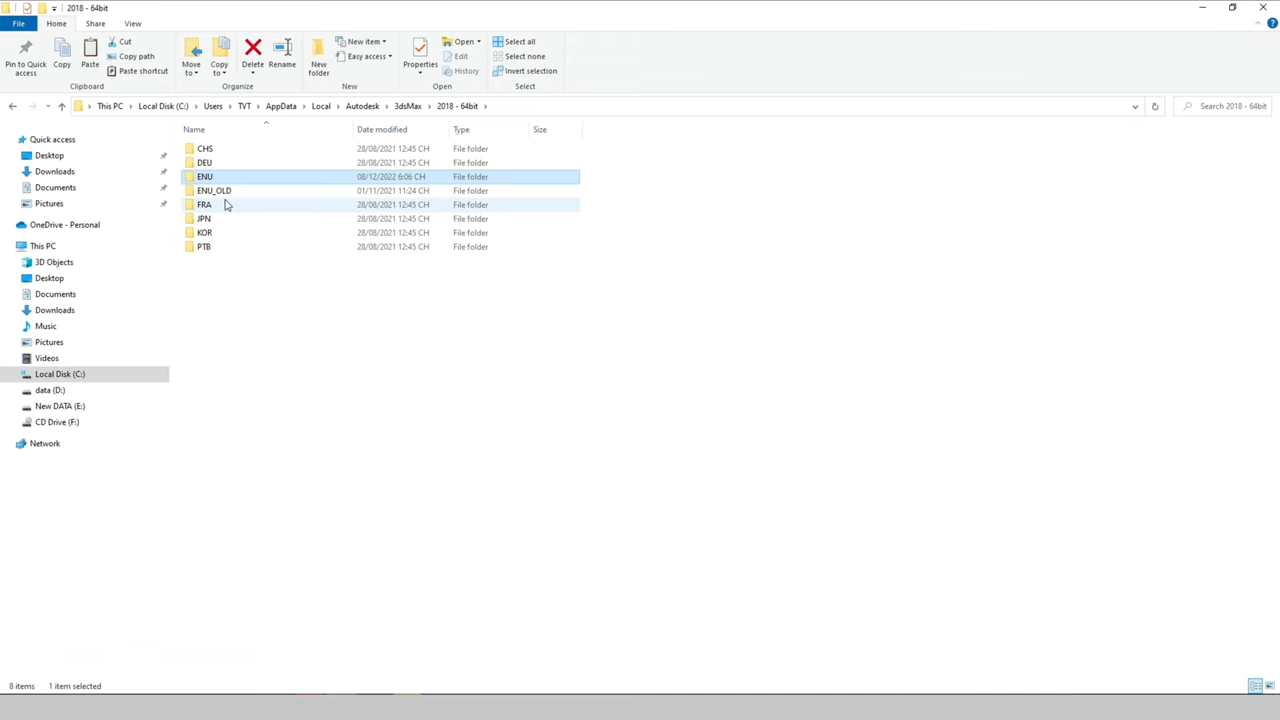 2018 - 64bit
File
Home
Share
View
Pin to Quick access
Copy
Paste
Cut
Copy path
Paste shortcut
Move to
Copy to
Delete
Rename
New folder
New item
Easy access
Properties
Open
Edit
History
Select all
Select none
Invert selection
Clipboard
Organize
New
Open
Select
This PC > Local Disk (C:) > Users > TVT > AppData > Local > Autodesk > 3dsMax > 2018 - 64bit >
Search 2018 - 64bit
Name Date modified Type Size
CHS 28/08/2021 12:45 CH File folder
DEU 28/08/2021 12:45 CH File folder
ENU 08/12/2022 6:06 CH File folder
ENU_OLD 01/11/2021 11:24 CH File folder
FRA 28/08/2021 12:45 CH File folder
JPN 28/08/2021 12:45 CH File folder
KOR 28/08/2021 12:45 CH File folder
PTB 28/08/2021 12:45 CH File folder
Quick access
Desktop
Downloads
Documents
Pictures
OneDrive - Personal
This PC
3D Objects
Desktop
Documents
Downloads
Music
Pictures
Videos
Local Disk (C:)
data (D:)
New DATA (E:)
CD Drive (F:)
Network
8 items 1 item selected